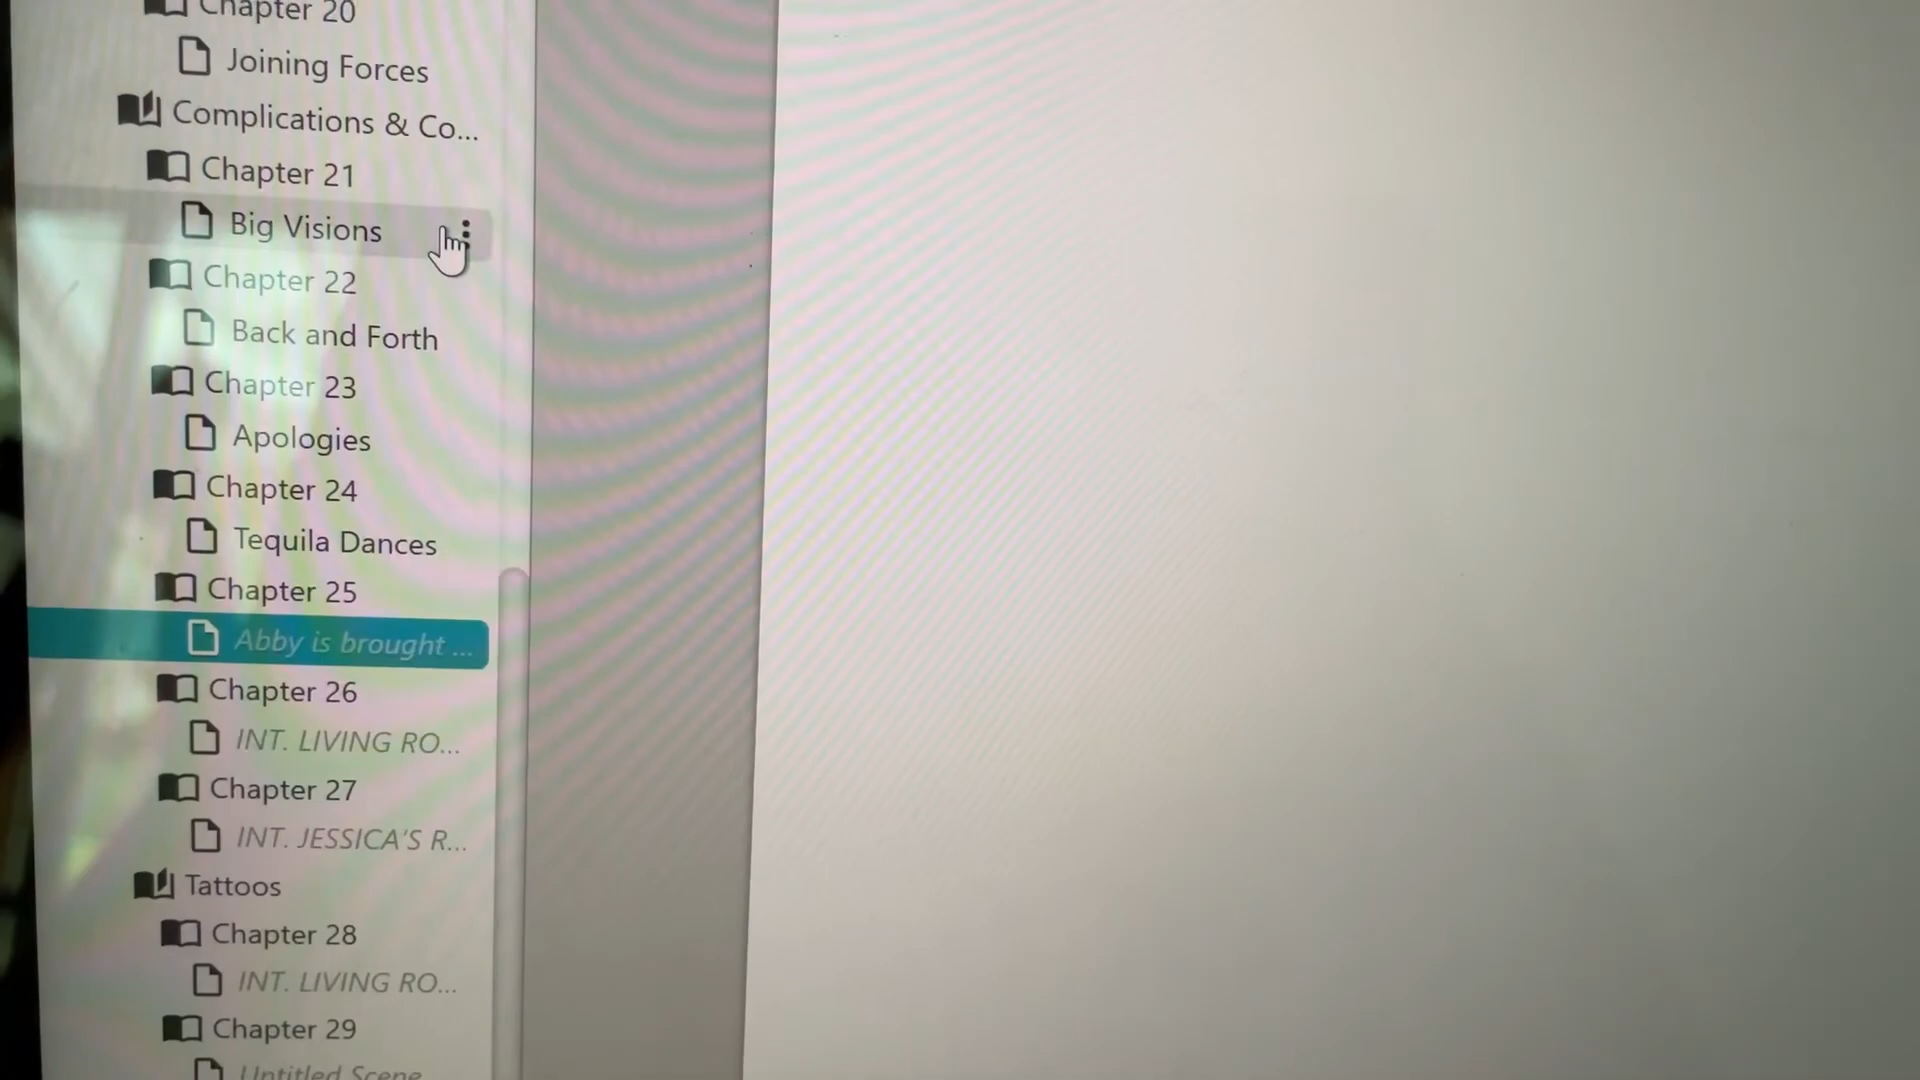 Chapter 20
Joining Forces
Complications & Co...
Chapter 21
Big Visions
Chapter 22
Back and Forth
Chapter 23
Apologies
Chapter 24
Tequila Dances
Chapter 25
Abby is brought ...
Chapter 26
INT. LIVING RO...
Chapter 27
INT. JESSICA'S R...
Tattoos
Chapter 28
INT. LIVING RO...
Chapter 29
Untitled Scene